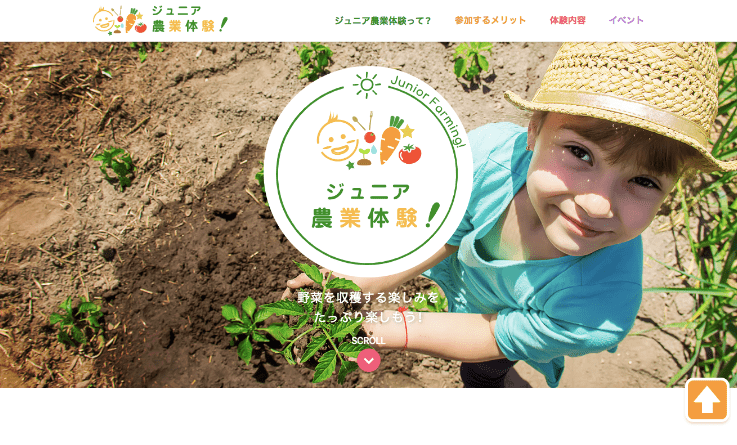 ジュニア
農業体験!
ジュニア農業体験って?
参加するメリット
体験内容
イベント
Junior Farming!
ジュニア
農業体験!
野菜を収穫する楽しみを
たっぷり楽しもう!
SCROLL